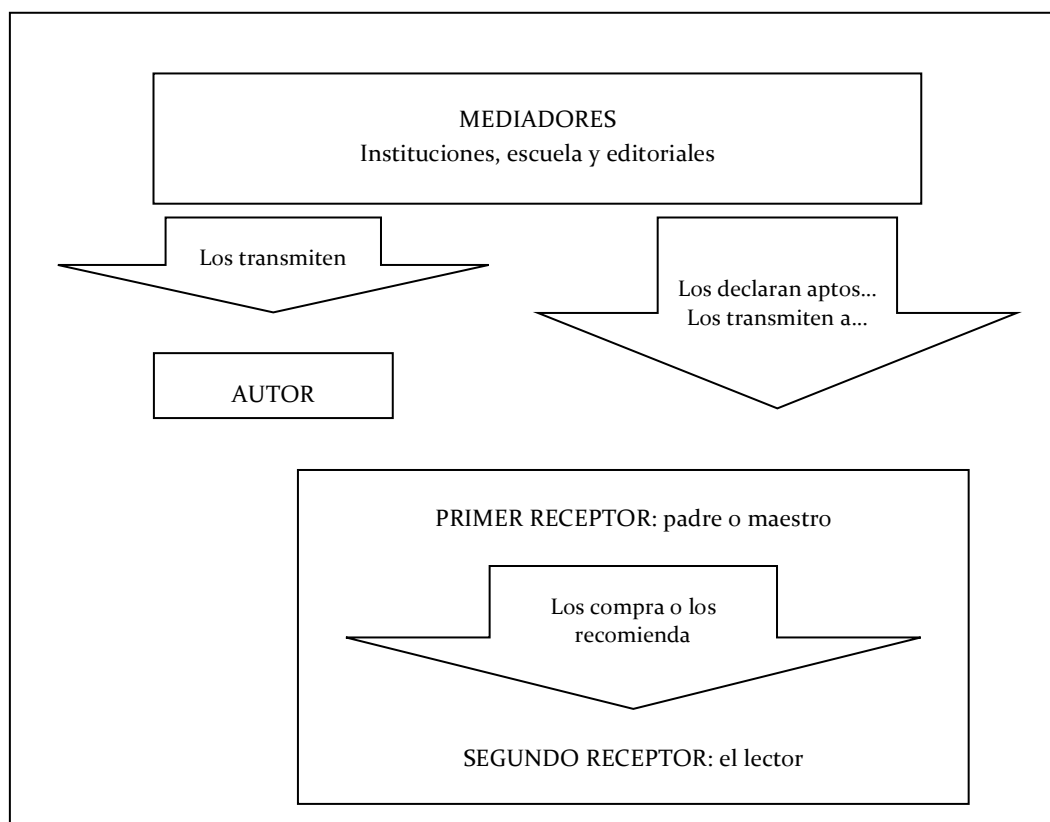 MEDIADORES
Instituciones, escuela y editoriales
Los transmiten
Los declaran aptos...
Los transmiten a...
AUTOR
PRIMER RECEPTOR: padre o maestro
Los compra o los
recomienda
SEGUNDO RECEPTOR: el lector